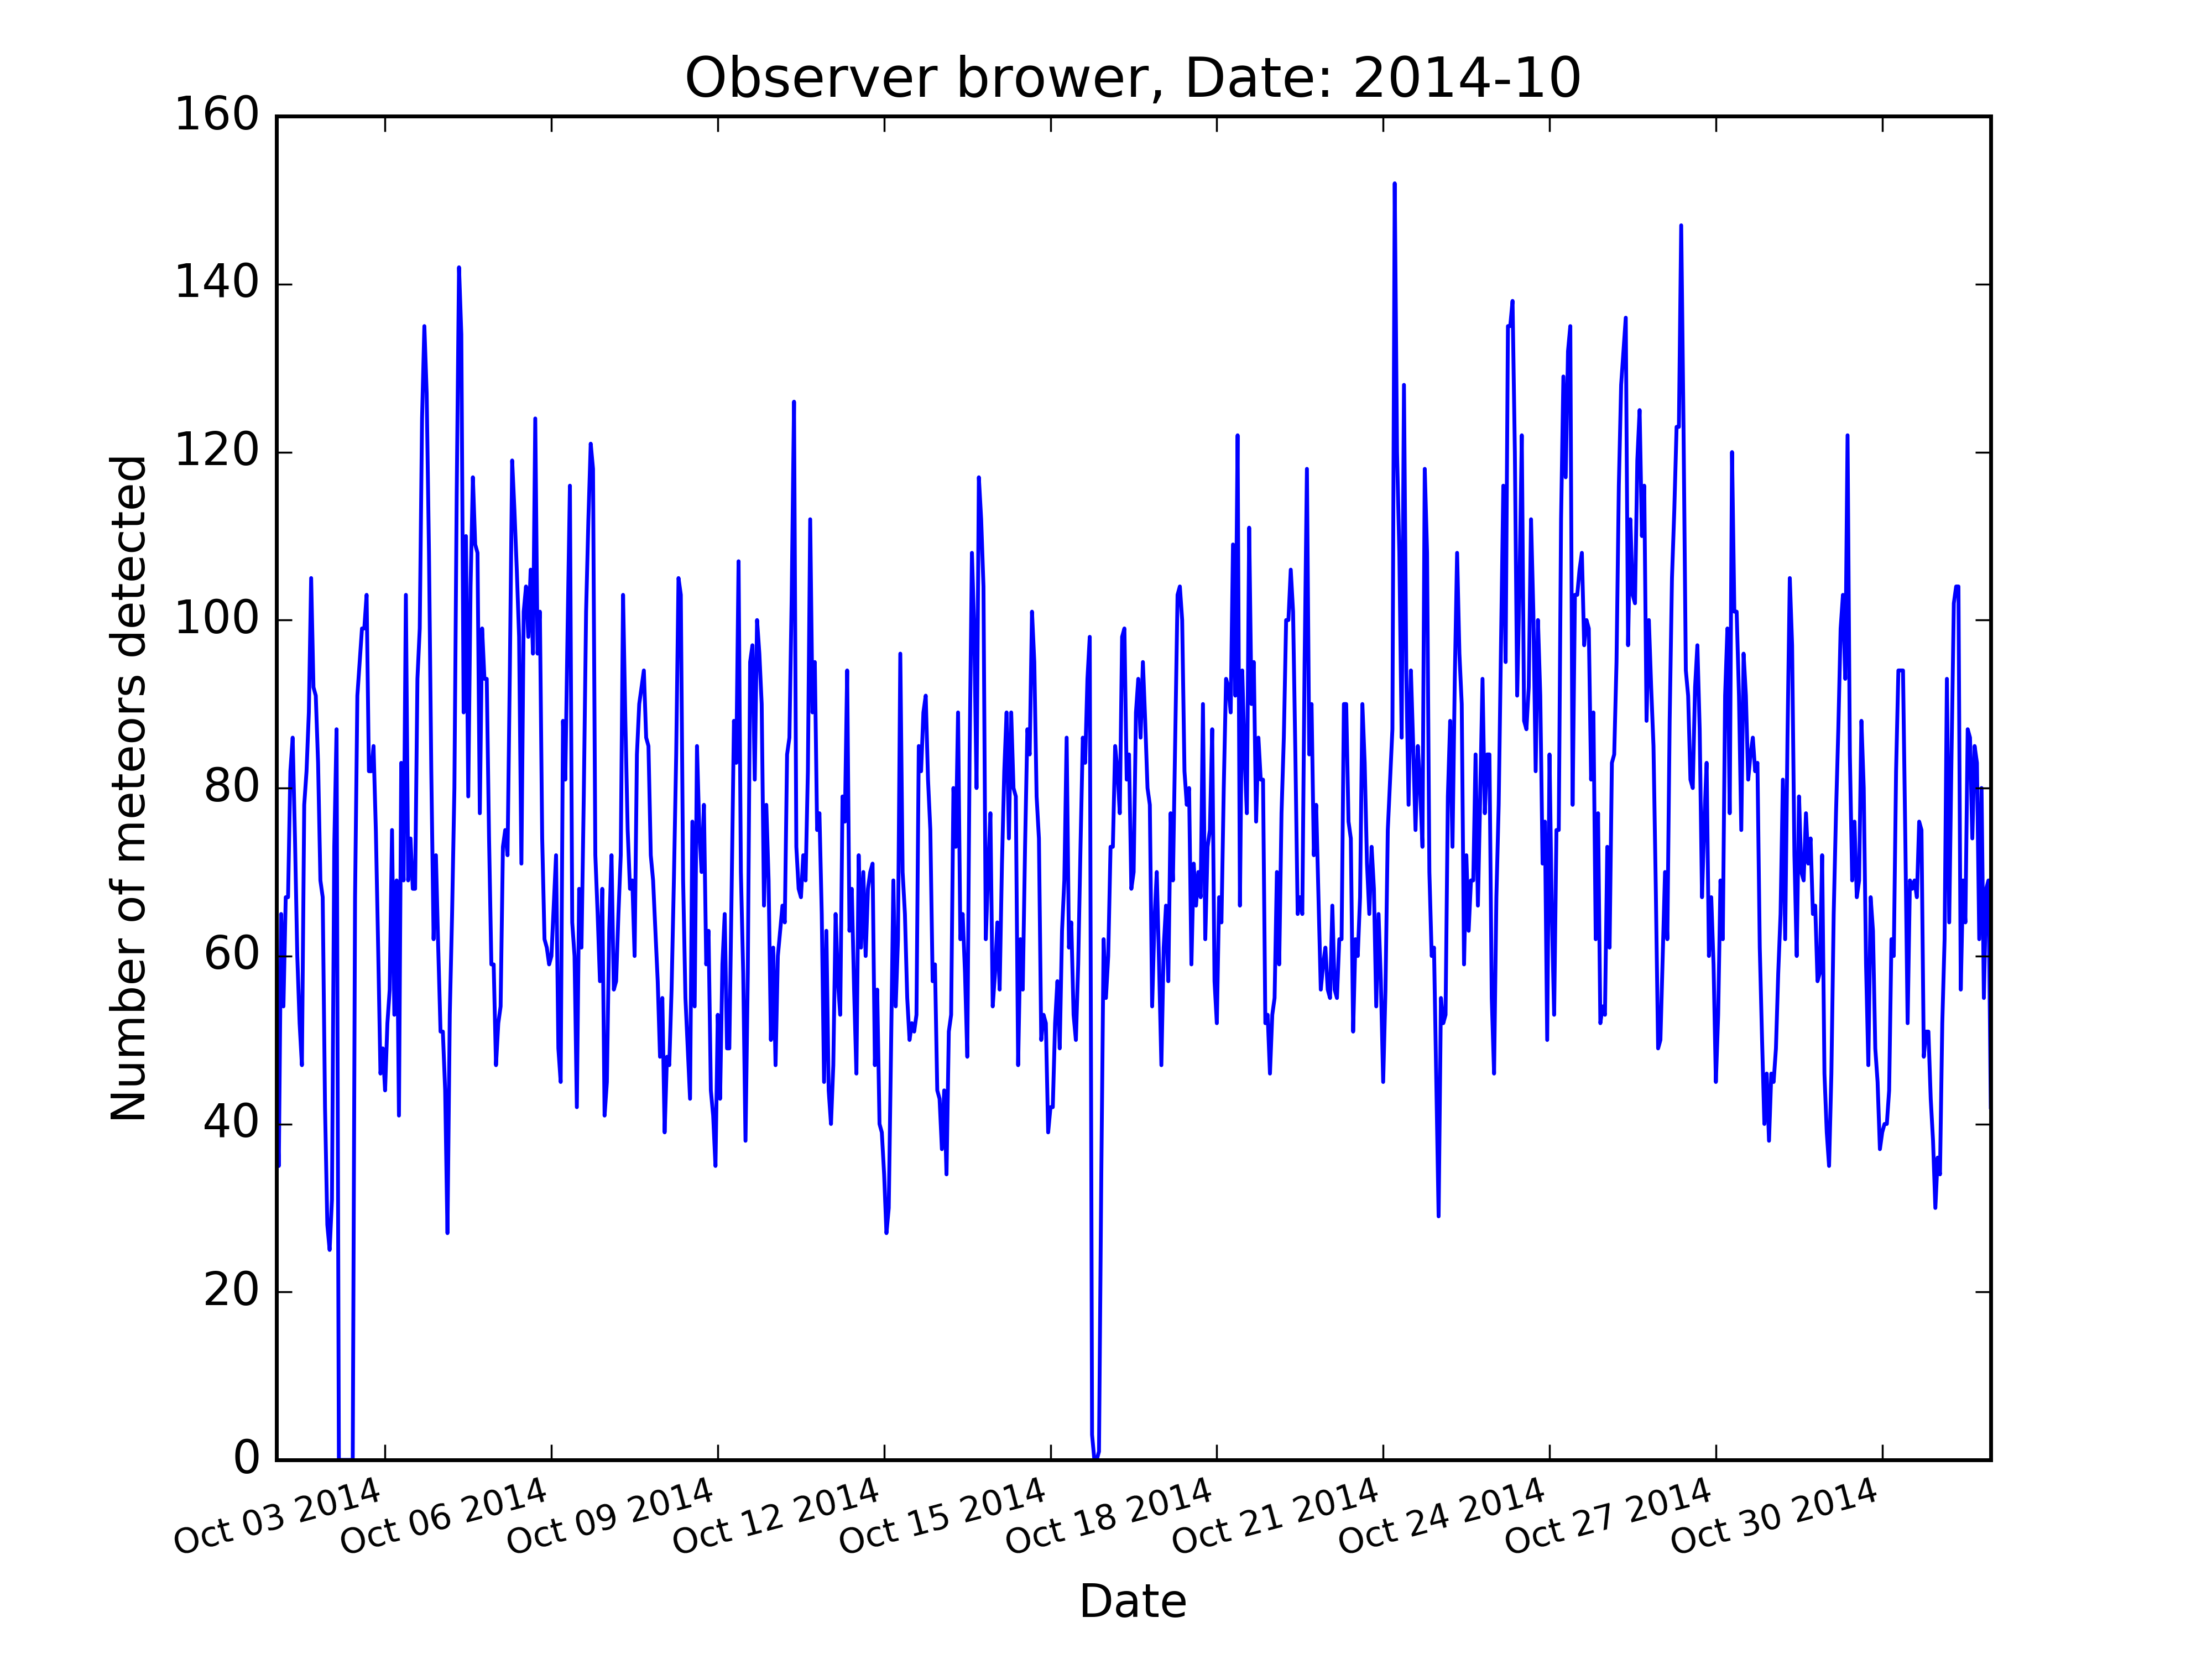 Observer brower, Date: 2014-10
160
140
120
100
80
60
40
20
0
Number of meteors detected
Oct 03 2014
Oct 06 2014
Oct 09 2014
Oct 12 2014
Oct 15 2014
Oct 18 2014
Oct 21 2014
Oct 24 2014
Oct 27 2014
Oct 30 2014
Date